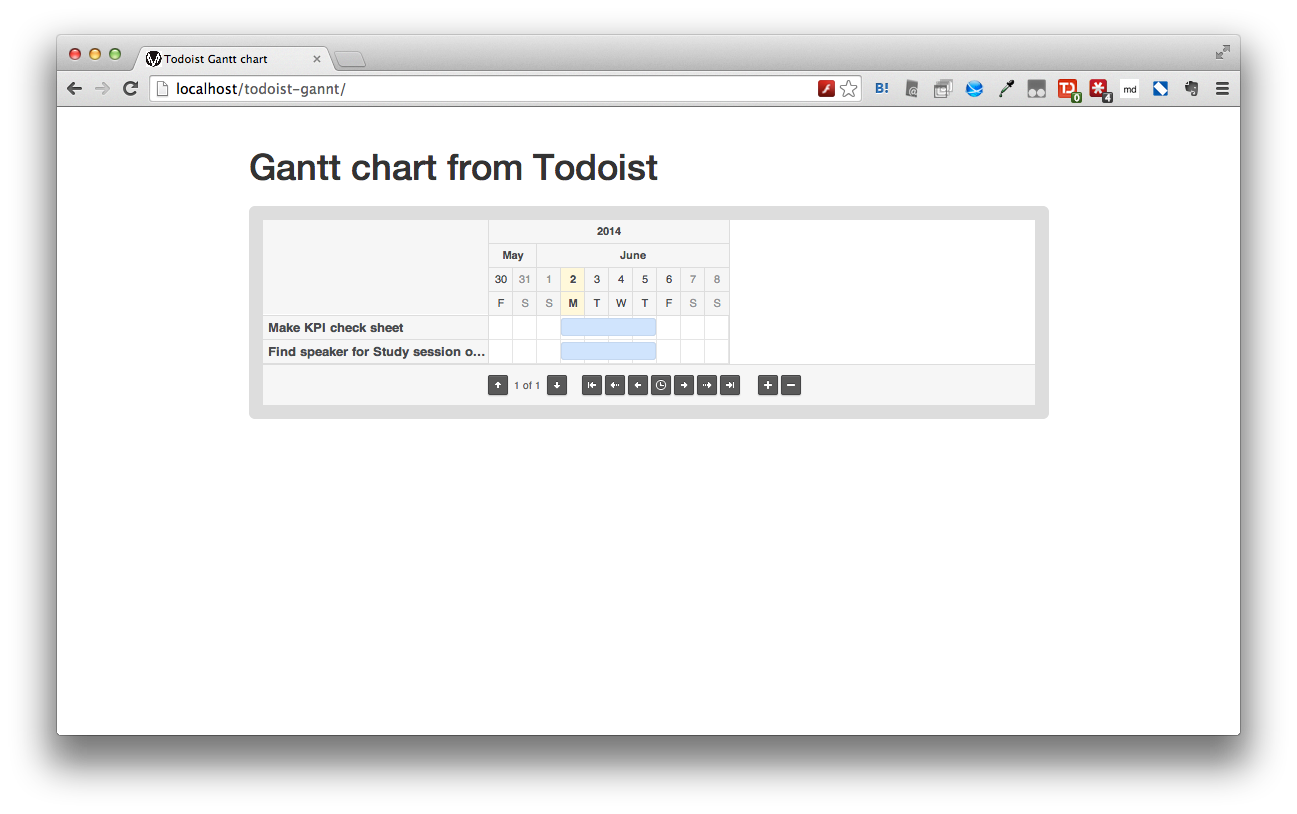 Todoist Gantt chart
localhost/todoist-gannt/
B!
TD
0
4
md
Gantt chart from Todoist
2014
May June
30 31 1 2 3 4 5 6 7 8
F S S M T W T F S S
Make KPI check sheet
Find speaker for Study session o...
1 of 1